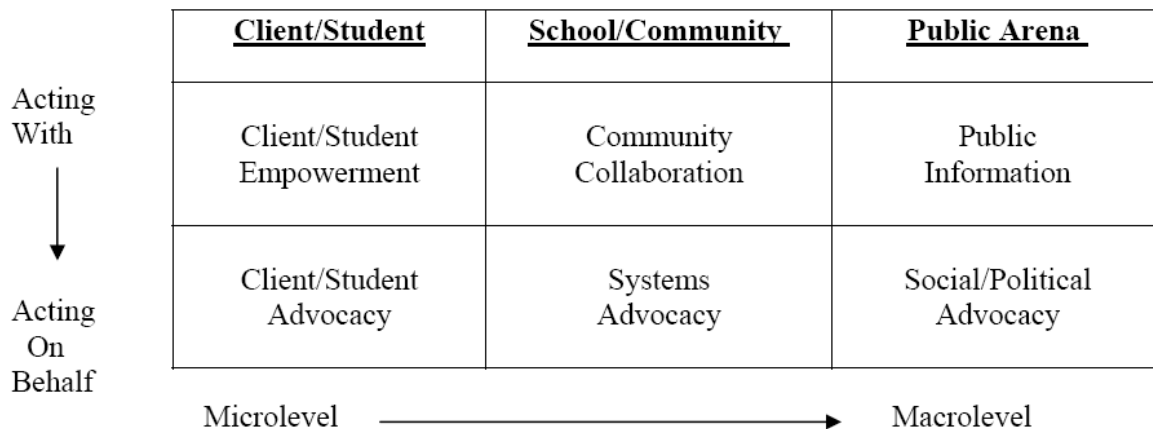 Client/Student
School/Community
Public Arena
Acting
With
Client/Student
Empowerment
Community
Collaboration
Public
Information
Acting
On
Behalf
Client/Student
Advocacy
Systems
Advocacy
Social/Political
Advocacy
Microlevel
Macrolevel